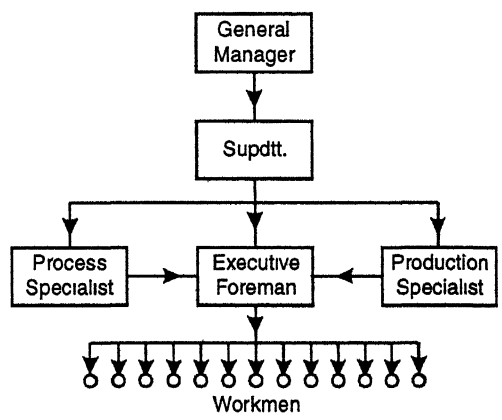 General
Manager
Supdtt.
Process
Specialist
Executive
Foreman
Production
Specialist
Workmen